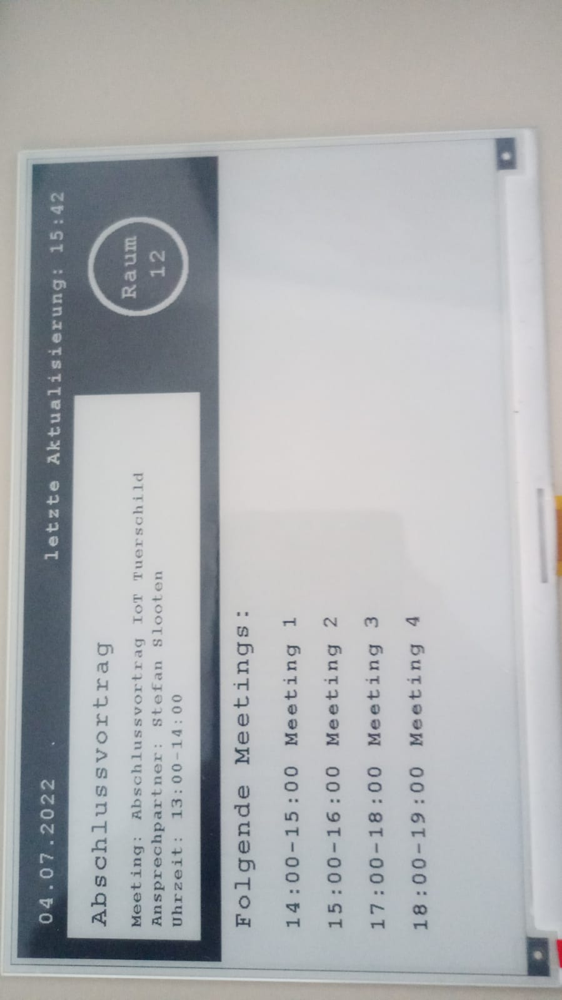 04.07.2022
letzte Aktualisierung: 15:42
Abschlussvortrag
Meeting: Abschlussvortrag IoT Tuerschild
Ansprechpartner: Stefan Slooten
Uhrzeit: 13:00-14:00
Raum
12
Folgende Meetings:
14:00-15:00 Meeting 1
15:00-16:00 Meeting 2
17:00-18:00 Meeting 3
18:00-19:00 Meeting 4